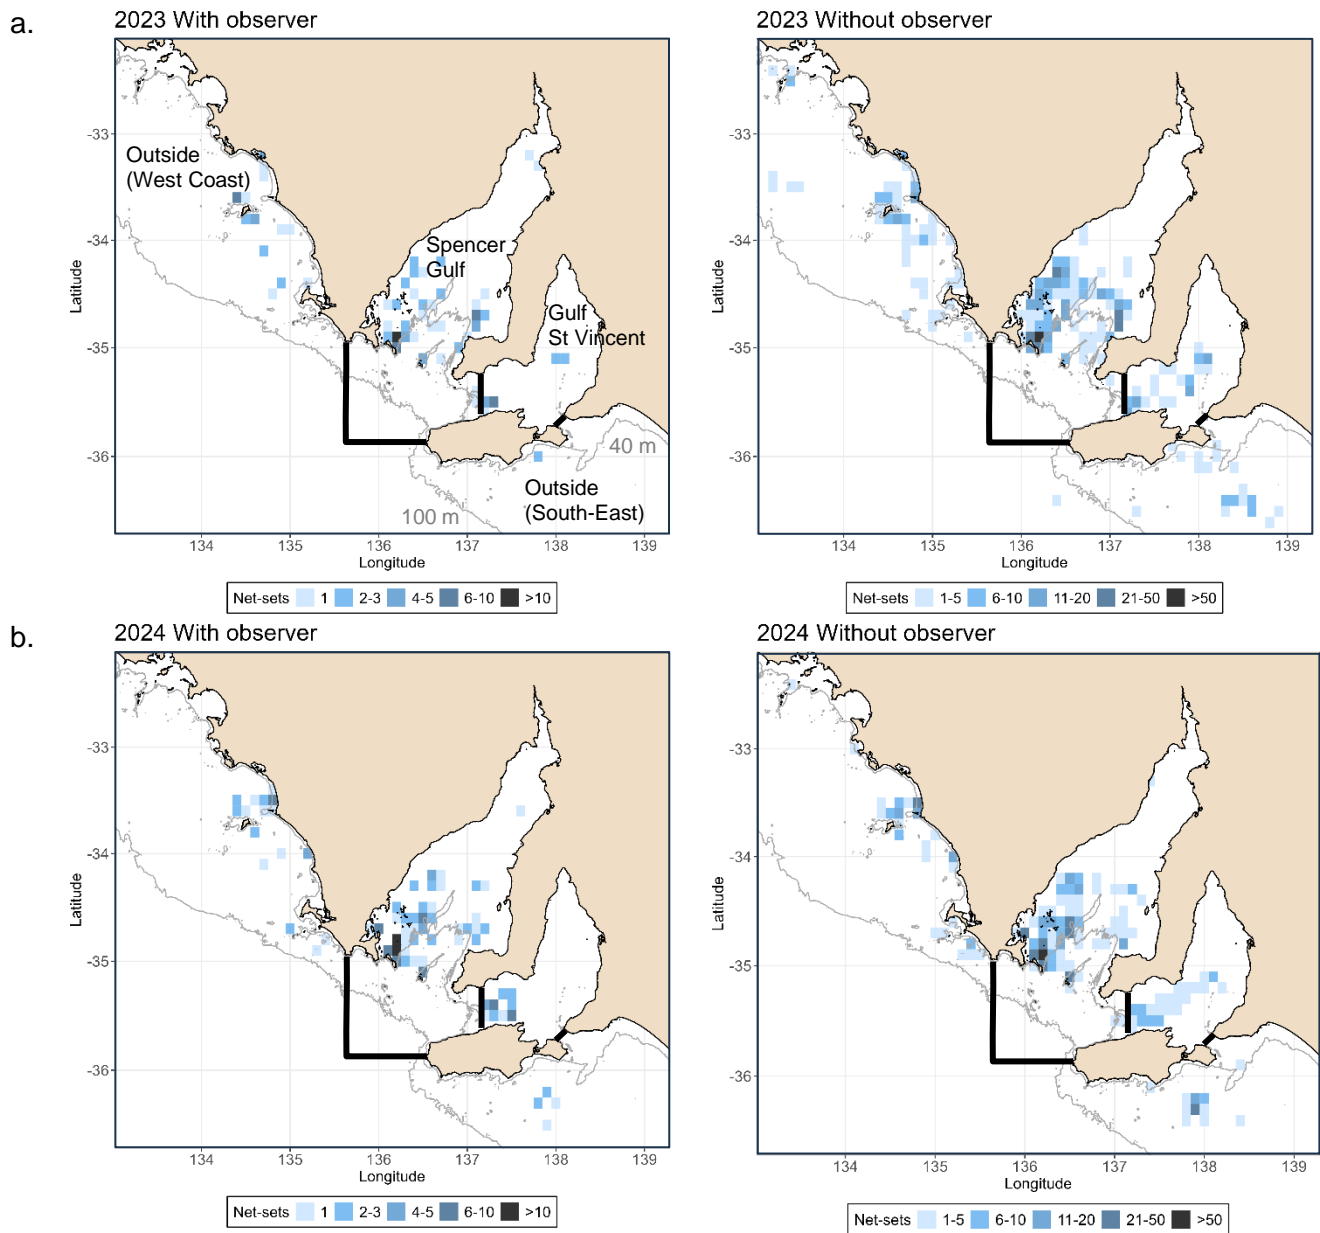 a.
2023 With observer
2023 Without observer
Outside
(West Coast)
Spencer
Gulf
Gulf
St Vincent
Outside
(South-East)
40 m
100 m
Latitude
-33
-34
-35
-36
134 135 136 137 138 139
Longitude
Net-sets 1 2-3 4-5 6-10 >10
Latitude
-33
-34
-35
-36
134 135 136 137 138 139
Longitude
Net-sets 1-5 6-10 11-20 21-50 >50
b.
2024 With observer
2024 Without observer
Latitude
-33
-34
-35
-36
134 135 136 137 138 139
Longitude
Net-sets 1 2-3 4-5 6-10 >10
Latitude
-33
-34
-35
-36
134 135 136 137 138 139
Longitude
Net-sets 1-5 6-10 11-20 21-50 >50